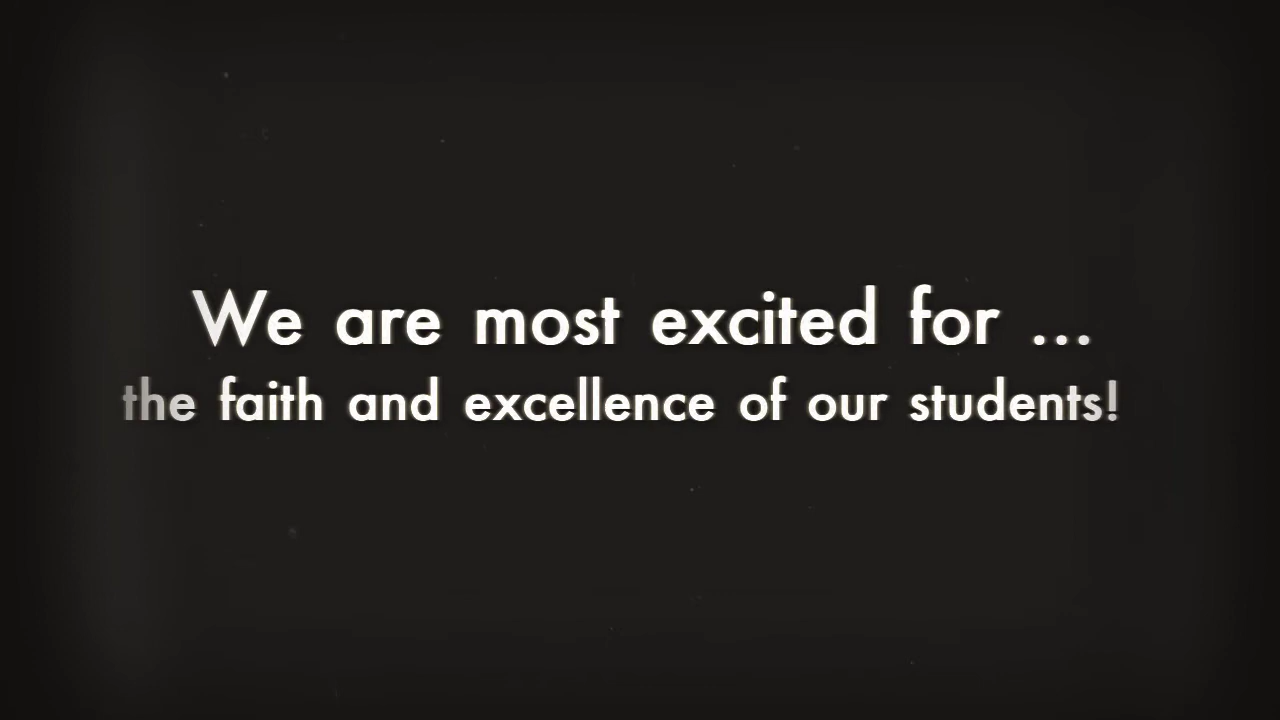 We are most excited for ...
the faith and excellence of our students!